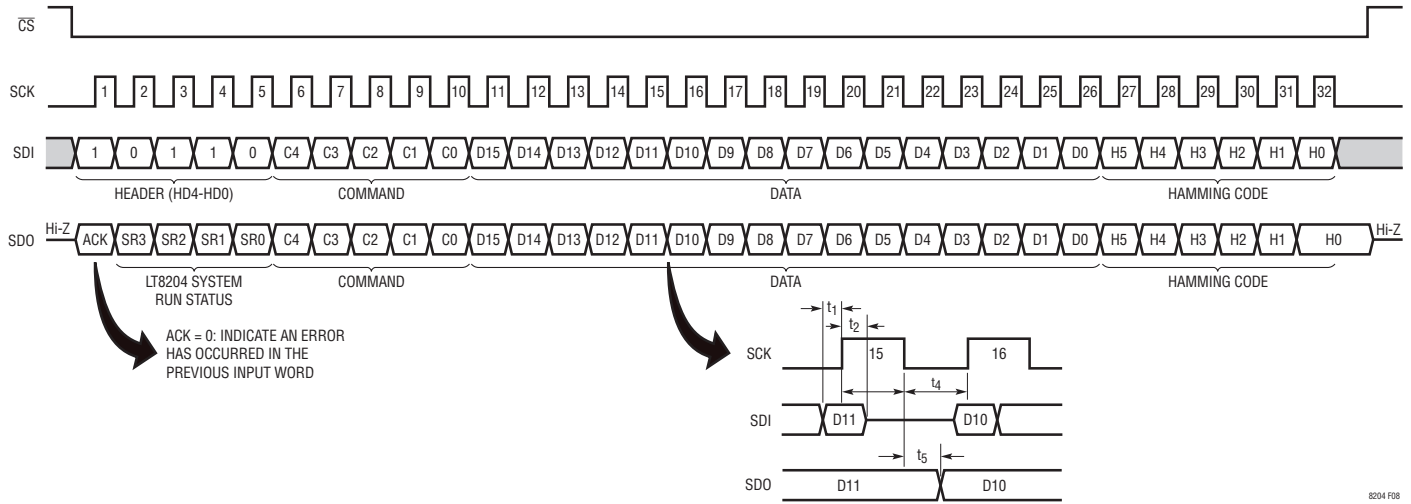 CS
SCK 1 2 3 4 5 6 7 8 9 10 11 12 13 14 15 16 17 18 19 20 21 22 23 24 25 26 27 28 29 30 31 32
SDI 1 0 1 1 0 C4 C3 C2 C1 C0 D15 D14 D13 D12 D11 D10 D9 D8 D7 D6 D5 D4 D3 D2 D1 D0 H5 H4 H3 H2 H1 H0
HEADER (HD4-HD0) COMMAND DATA HAMMING CODE
SDO Hi-Z ACK SR3 SR2 SR1 SR0 C4 C3 C2 C1 C0 D15 D14 D13 D12 D11 D10 D9 D8 D7 D6 D5 D4 D3 D2 D1 D0 H5 H4 H3 H2 H1 H0 Hi-Z
LT8204 SYSTEM COMMAND DATA HAMMING CODE
RUN STATUS
ACK = 0: INDICATE AN ERROR
HAS OCCURRED IN THE
PREVIOUS INPUT WORD
t1
t2
SCK 15 16
t4
SDI D11 D10
t5
SDO D11 D10
8204 F08